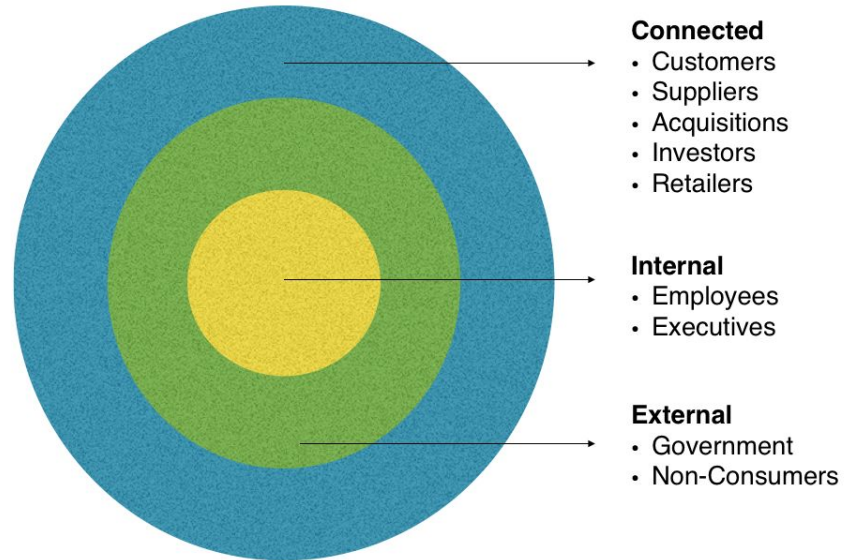 Connected
• Customers
• Suppliers
• Acquisitions
• Investors
• Retailers
Internal
• Employees
• Executives
External
• Government
• Non-Consumers